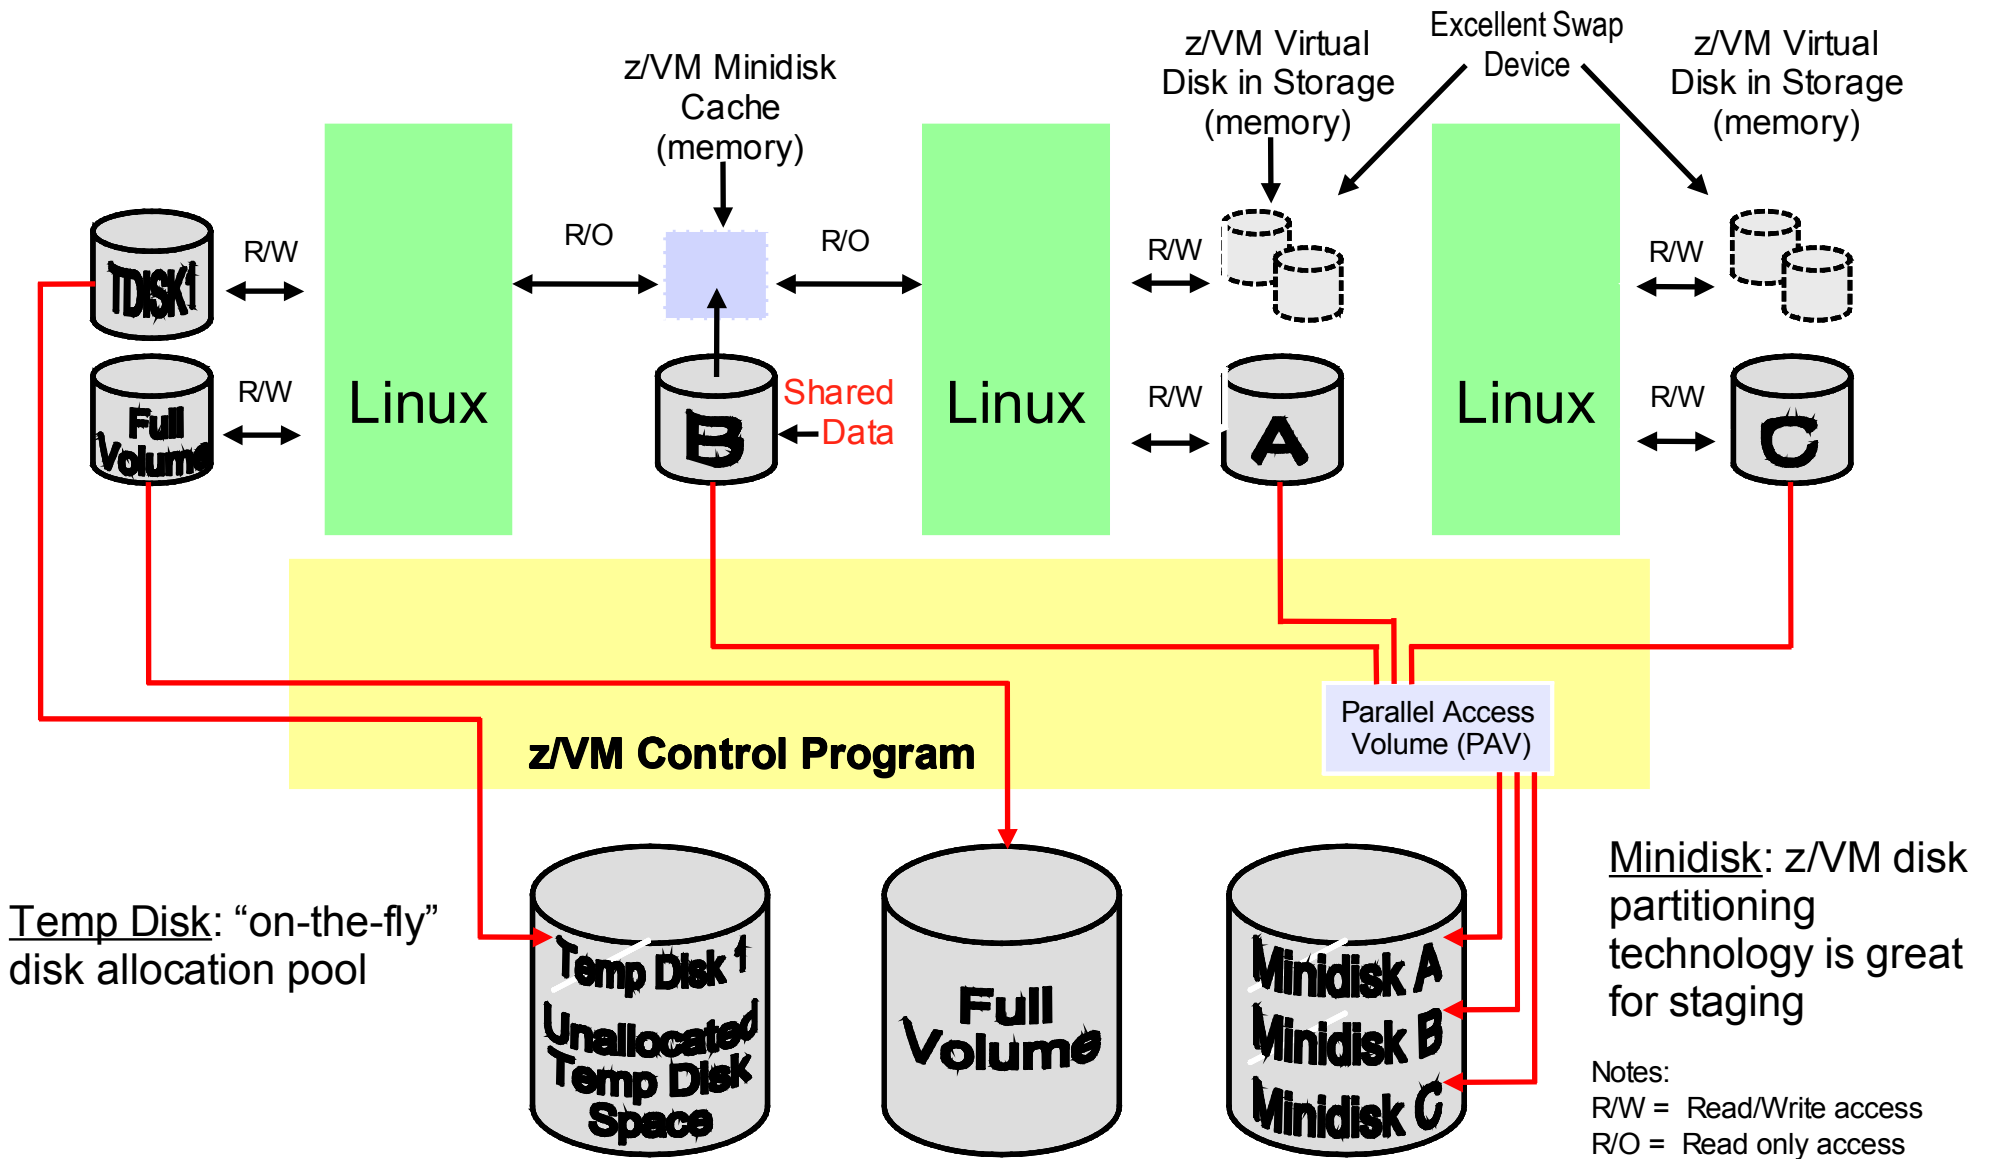 Excellent Swap
Device
z/VM Minidisk
Cache
(memory)
z/VM Virtual
Disk in Storage
(memory)
z/VM Virtual
Disk in Storage
(memory)
TDISK1
R/W
R/O
R/O
R/W
R/W
Full
Volume
R/W
Linux
B
Shared
Data
Linux
R/W
A
Linux
R/W
C
Parallel Access
Volume (PAV)
z/VM Control Program
Temp Disk: “on-the-fly”
disk allocation pool
Temp Disk 1
Unallocated
Temp Disk
Space
Full
Volume
Minidisk A
Minidisk B
Minidisk C
Minidisk: z/VM disk
partitioning
technology is great
for staging
Notes:
R/W = Read/Write access
R/O = Read only access